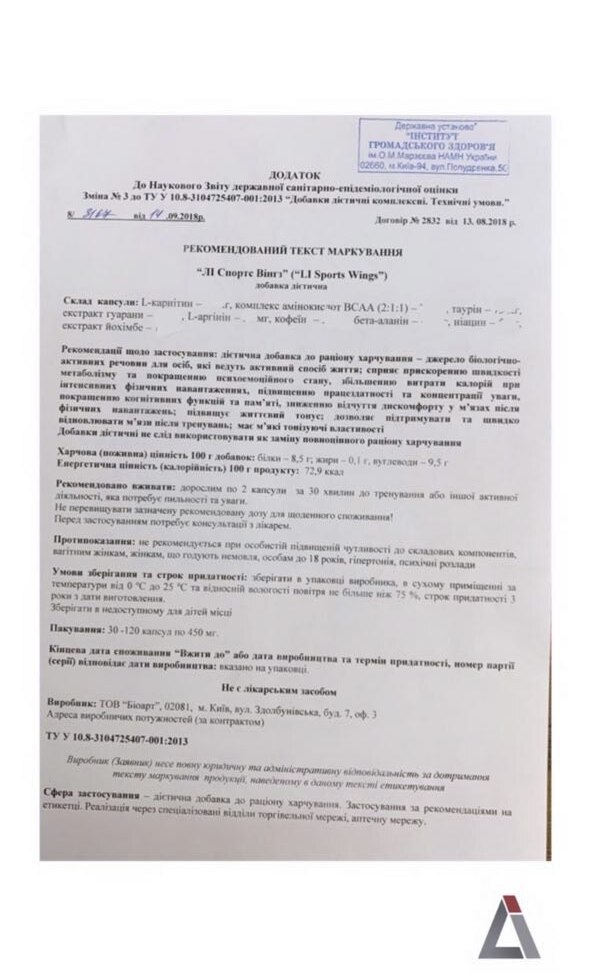 Державна установа
"ІНСТИТУТ
ГРОМАДСЬКОГО ЗДОРОВ'Я
ім.О.М.Марзєєва НАМН України
02660, м.Київ-94, вул.Попудренка,50
ДОДАТОК
До Наукового Звіту державної санітарно-епідеміологічної оцінки
Зміна № 3 до ТУ У 10.8-3104725407-001:2013 "Добавки дієтичні комплексні. Технічні умови."
8/ від 14 .09.2018р. Договір № 2832 від 13. 08.2018 р.
РЕКОМЕНДОВАНИЙ ТЕКСТ МАРКУВАННЯ
"ЛІ Спортс Вінгз" ("LI Sports Wings")
добавка дієтична
Склад капсули: L-карнітин – .г, комплекс амінокислот ВСАА (2:1:1) – , таурін –
екстракт гуарани – , L-аргінін – . мг, кофеїн – . бета-аланін – , ніацин –
екстракт йохімбе – .
Рекомендації щодо застосування: дієтична добавка до раціону харчування – джерело біологічно-
активних речовин для осіб, які ведуть активний спосіб життя; сприяє прискоренню швидкості
метаболізму та покращенню психоемоційного стану, збільшенню витрати калорій при
інтенсивних фізичних навантаженнях, підвищенню працездатності та концентрації уваги,
покращенню когнітивних функцій та пам'яті, зниженню відчуття дискомфорту у м'язах після
фізичних навантажень; підвищує життєвий тонус; дозволяє підтримувати та швидко
відновлювати м'язи після тренувань; має м'які тонізуючі властивості
Добавки дієтичні не слід використовувати як заміну повноцінного раціону харчування
Харчова (поживна) цінність 100 г добавок: білки – 8,5 г; жири – 0,1 г, вуглеводи – 9,5 г
Енергетична цінність (калорійність) 100 г продукту: 72,9 ккал
Рекомендовано вживати: дорослим по 2 капсули за 30 хвилин до тренування або іншої активної
діяльності, яка потребує пильності та уваги.
Не перевищувати зазначену рекомендовану дозу для щоденного споживання!
Перед застосуванням потребує консультації з лікарем.
Протипоказання: не рекомендується при особистій підвищеній чутливості до складових компонентів,
вагітним жінкам, жінкам, що годують немовля, особам до 18 років, гіпертонія, психічні розлади
Умови зберігання та строк придатності: зберігати в упаковці виробника, в сухому приміщенні за
температури від 0 °С до 25 °С та відносній вологості повітря не більше ніж 75 %, строк придатності 3
роки з дати виготовлення.
Зберігати в недоступному для дітей місці
Пакування: 30 -120 капсул по 450 мг.
Кінцева дата споживання "Вжити до" або дата виробництва та термін придатності, номер партії
(серії) відповідає дати виробництва: вказано на упаковці.
Не є лікарським засобом
Виробник: ТОВ "Біоарт", 02081, м. Київ, вул. Здолбунівська, буд. 7, оф. 3
Адреса виробничих потужностей (за контрактом)
ТУ У 10.8-3104725407-001:2013
Виробник (Заявник) несе повну юридичну та адміністративну відповідальність за дотримання
тексту маркування продукції, наведеному в даному тексті етикетування
Сфера застосування – дієтична добавка до раціону харчування. Застосування за рекомендаціями на
етикетці. Реалізація через спеціалізовані відділи торгівельної мережі, аптечну мережу.